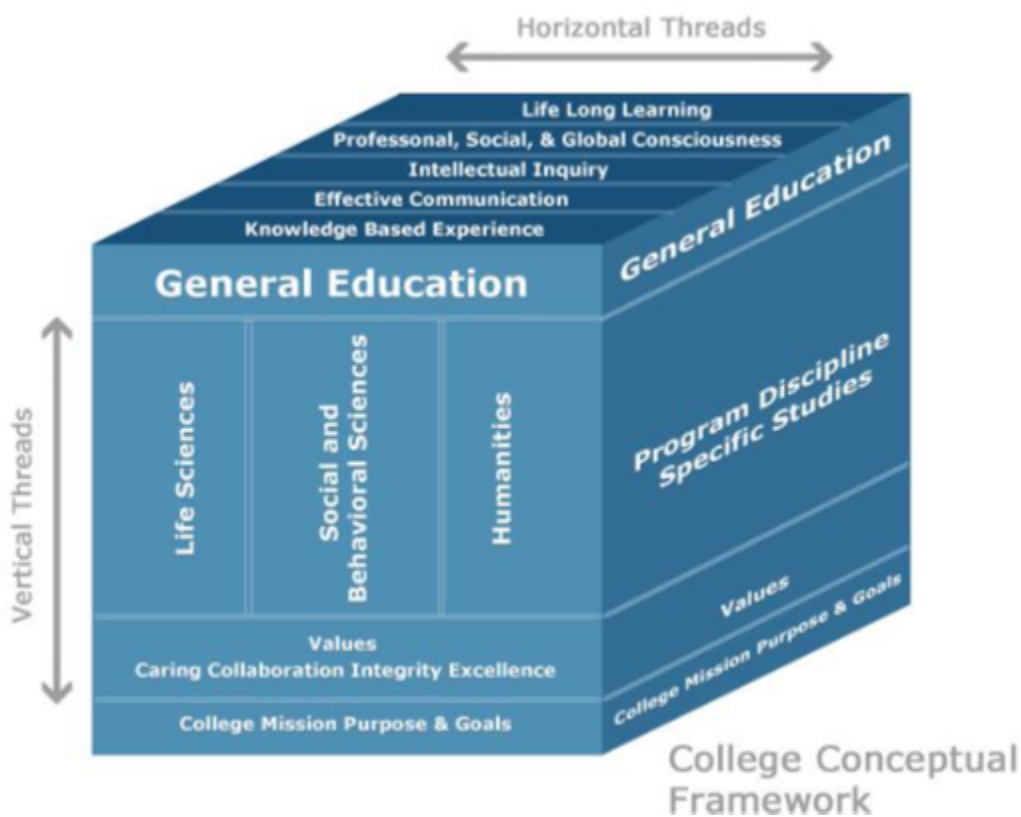 Horizontal Threads
Life Long Learning
Professonal, Social, & Global Consciousness
Intellectual Inquiry
Effective Communication
Knowledge Based Experience
General Education
General Education
Vertical Threads
Life Sciences
Social and
Behavioral Sciences
Humanities
Program Discipline
Specific Studies
Values
Caring Collaboration Integrity Excellence
Values
College Mission Purpose & Goals
College Mission Purpose & Goals
College Conceptual
Framework